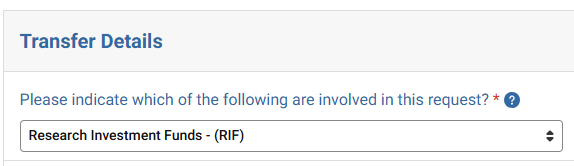 Transfer Details
Please indicate which of the following are involved in this request? * ?
Research Investment Funds - (RIF)